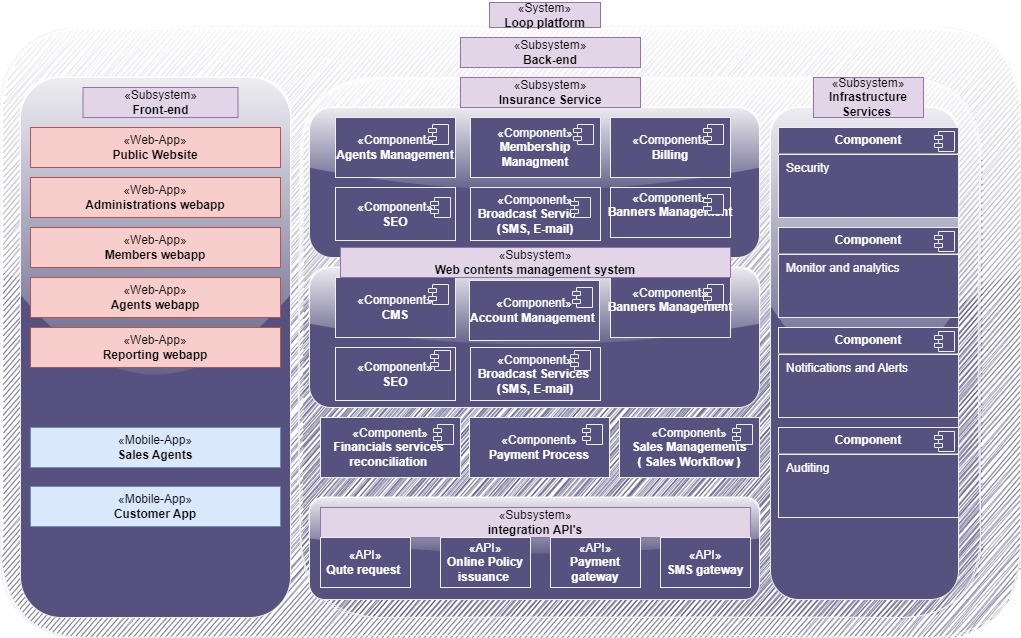 «System»
Loop platform
«Subsystem»
Back-end
«Subsystem»
Front-end
«Web-App»
Public Website
«Web-App»
Administrations webapp
«Web-App»
Members webapp
«Web-App»
Agents webapp
«Web-App»
Reporting webapp
«Mobile-App»
Sales Agents
«Mobile-App»
Customer App
«Subsystem»
Insurance Service
«Component»
Agents Management
«Component»
Membership
Managment
«Component»
Billing
«Component»
SEO
«Component»
Broadcast Services
(SMS, E-mail)
«Component»
Banners Management
«Subsystem»
Web contents management system
«Component»
CMS
«Component»
Account Management
«Component»
Banners Management
«Component»
SEO
«Component»
Broadcast Services
(SMS, E-mail)
«Component»
Financials services
reconciliation
«Component»
Payment Process
«Component»
Sales Managements
( Sales Workflow )
«Subsystem»
integration API's
«API»
Qute request
«API»
Online Policy
issuance
«API»
Payment
gateway
«API»
SMS gateway
«Subsystem»
Infrastructure
Services
Component
Security
Component
Monitor and analytics
Component
Notifications and Alerts
Component
Auditing